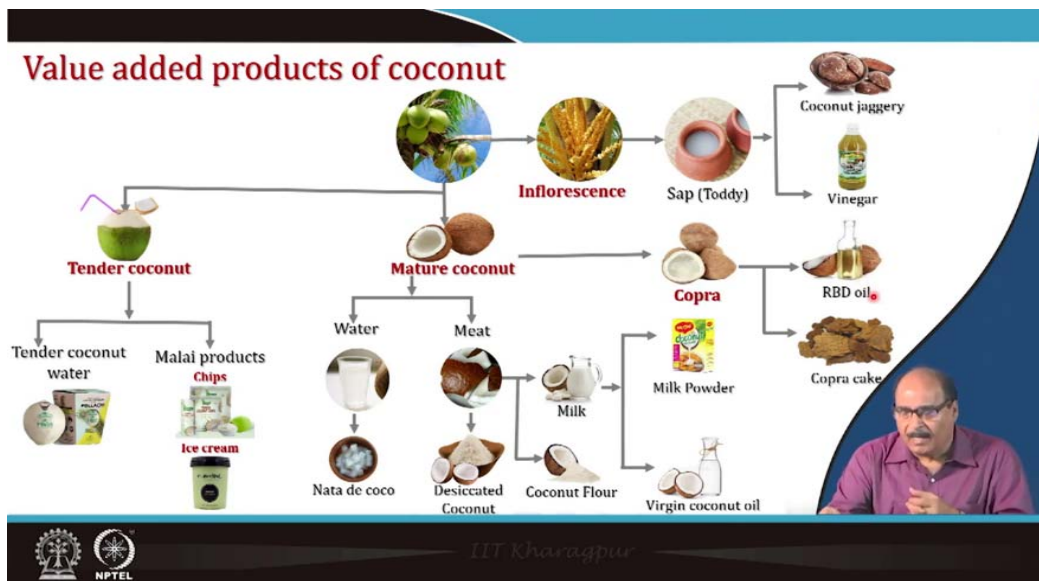 Value added products of coconut
Coconut jaggery
Inflorescence
Sap (Toddy)
Vinegar
Tender coconut
Mature coconut
Copra
RBD oil
Water
Meat
Tender coconut
water
Malai products
Chips
Milk
Milk Powder
Copra cake
Ice cream
Nata de coco
Desiccated
Coconut
Coconut Flour
Virgin coconut oil
NPTEL
IIT Kharagpur